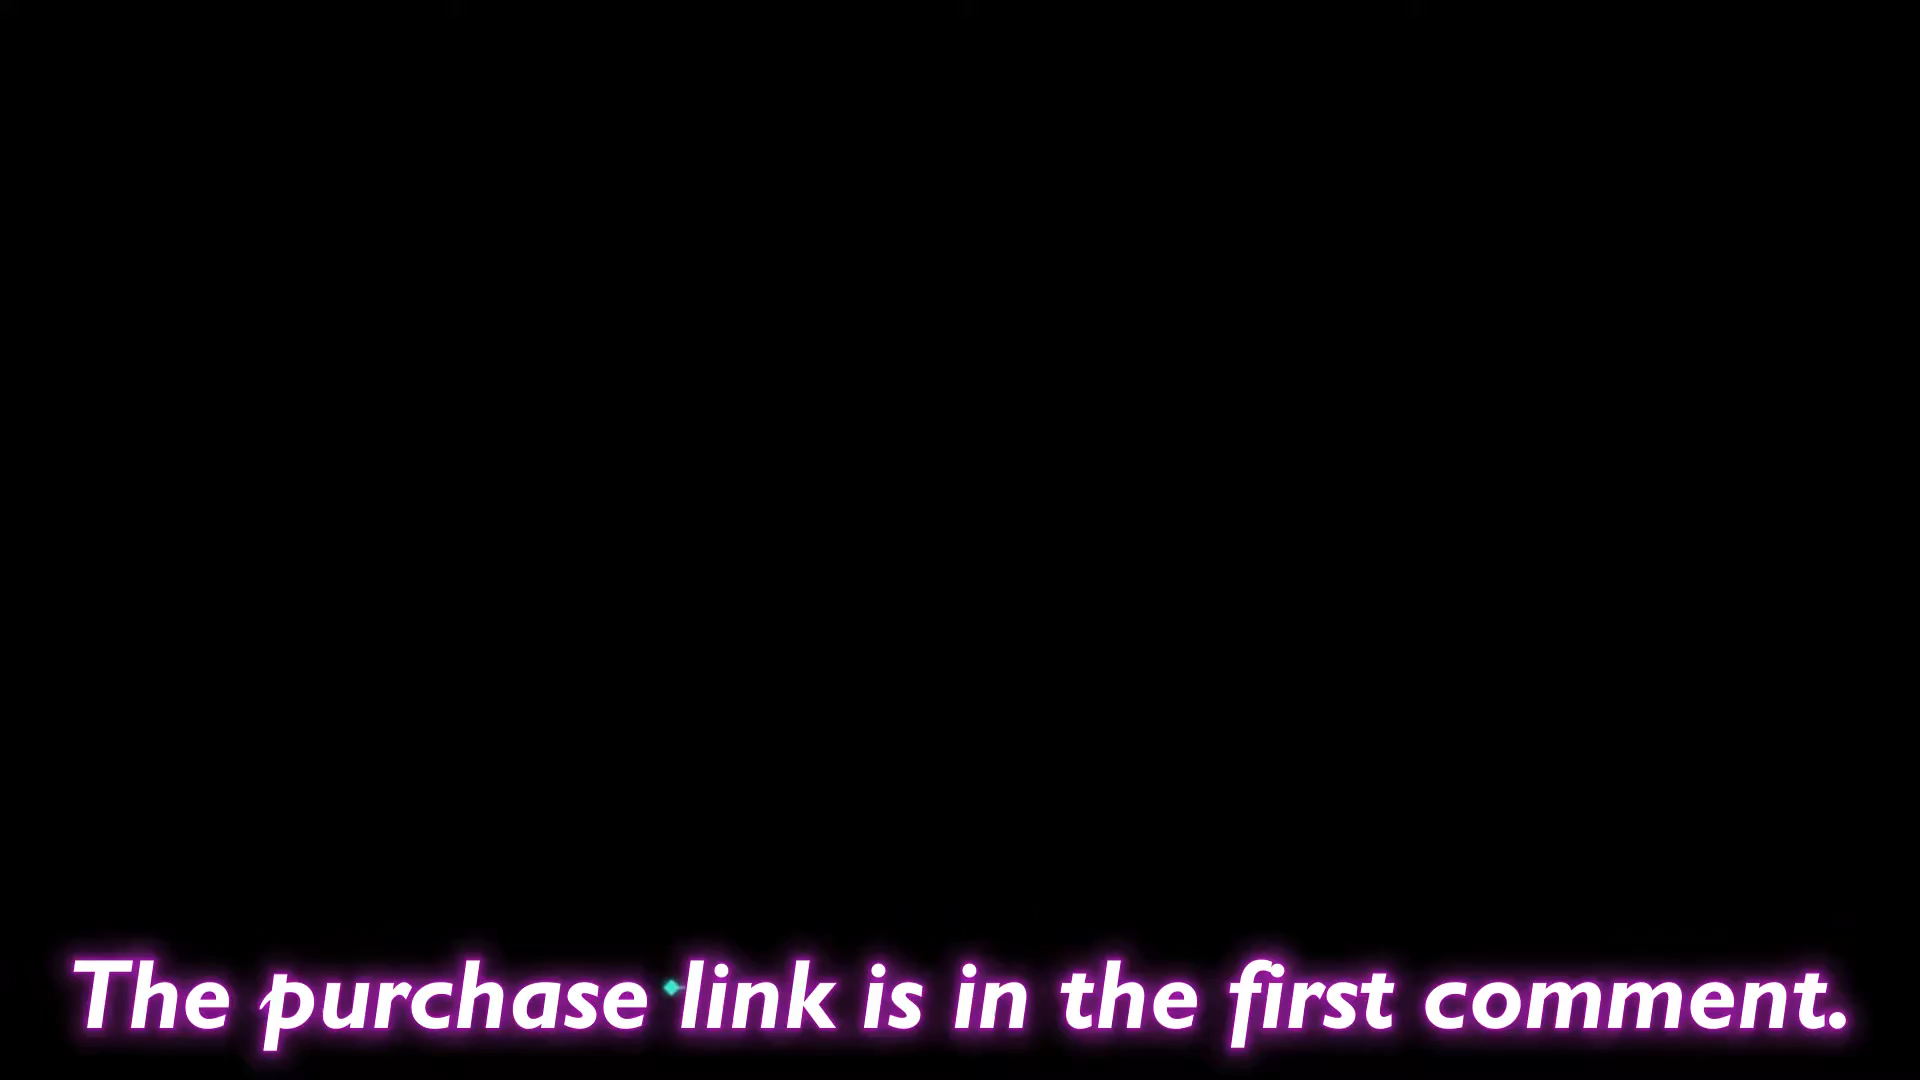 The purchase link is in the first comment.